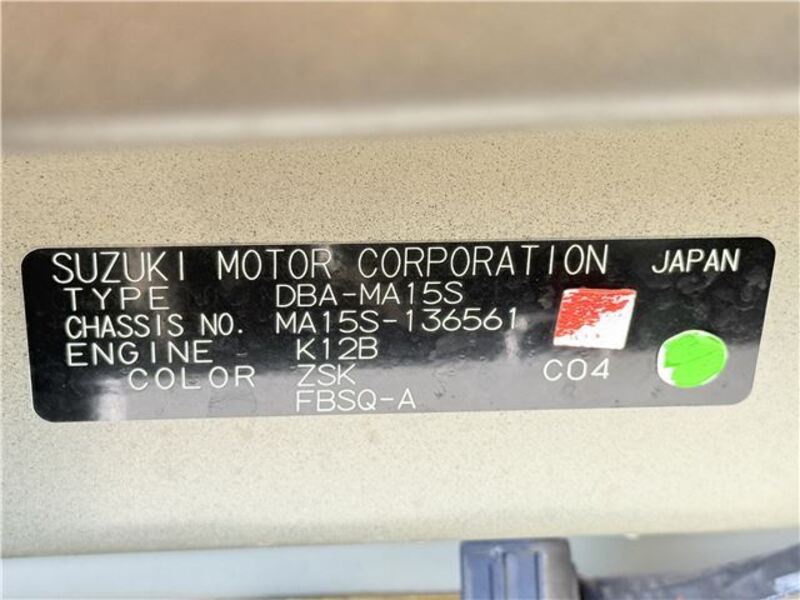 SUZUKI MOTOR CORPORATION JAPAN
TYPE DBA-MA15S
CHASSIS NO. MA15S-136561
ENGINE K12B
COLOR ZSK C04
FBSQ-A